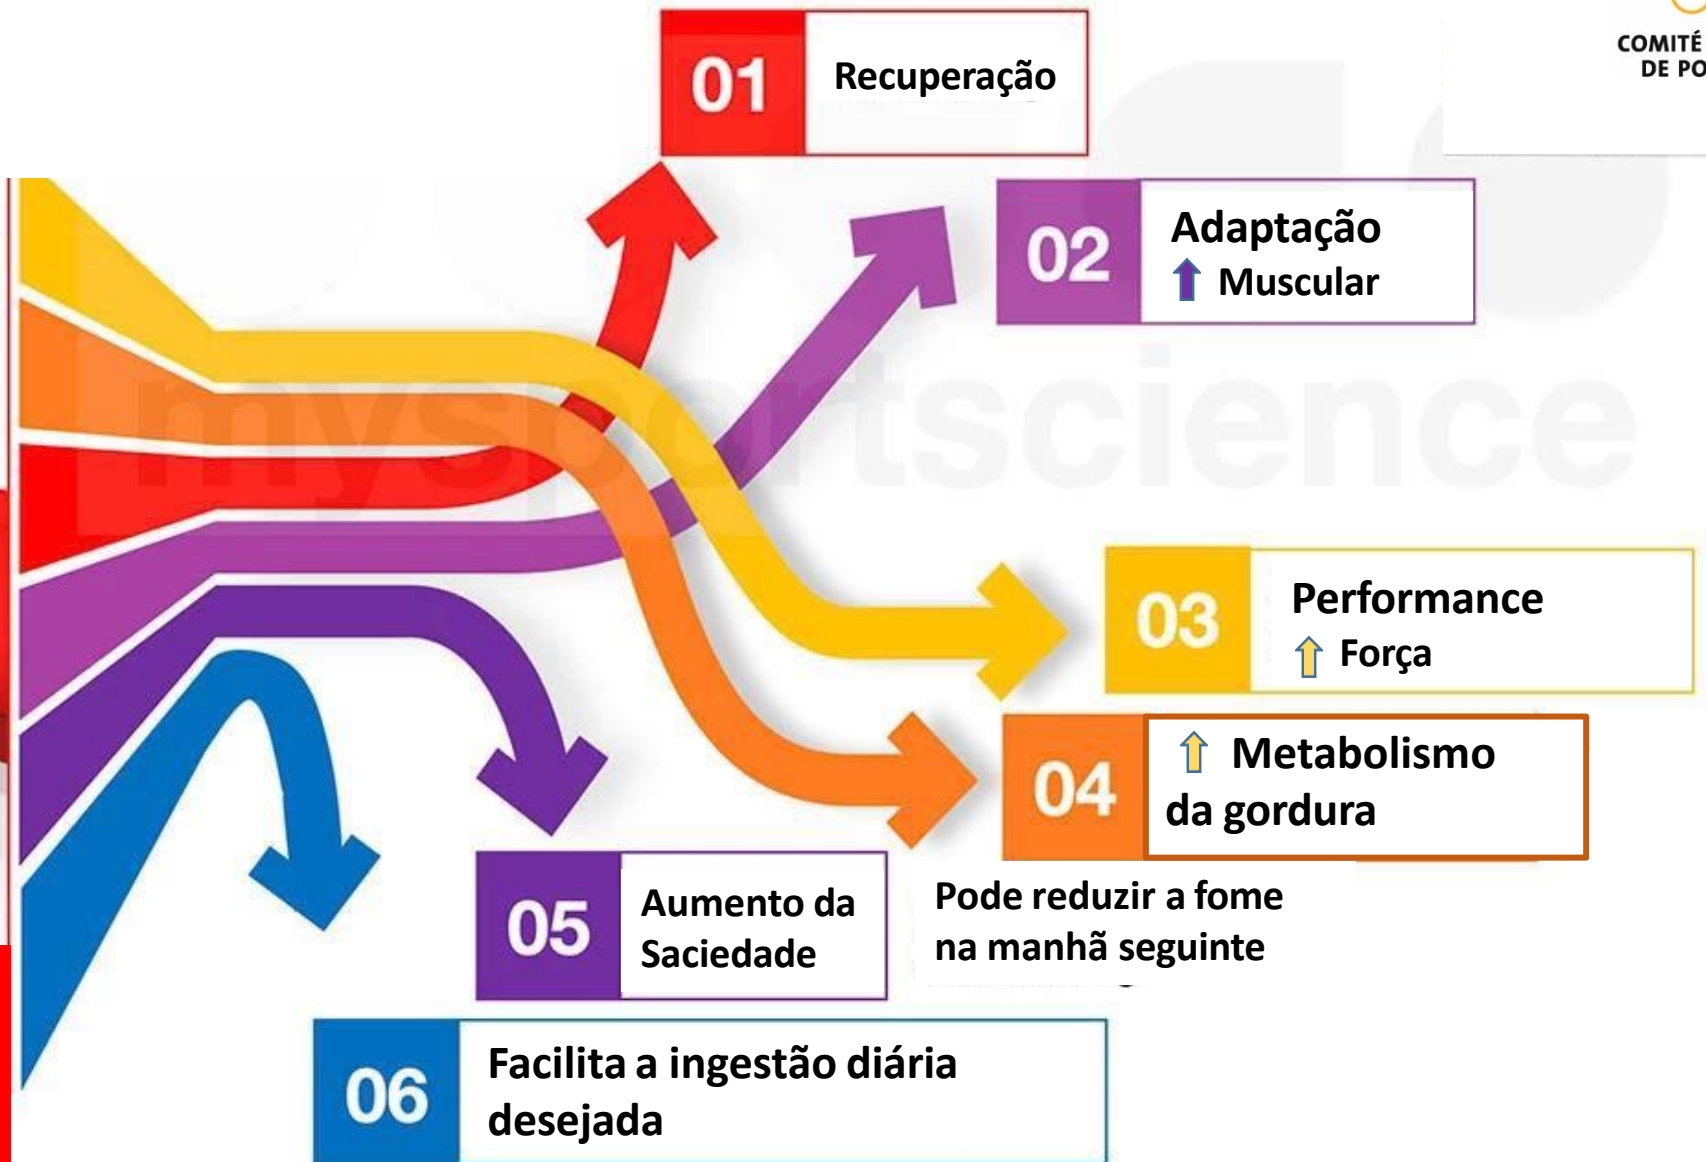 COMITÉ
DE PO
01
Recuperação
02
Adaptação
Muscular
mysportscience
03
Performance
Força
04
Metabolismo
da gordura
05
Aumento da
Saciedade
Pode reduzir a fome
na manhã seguinte
06
Facilita a ingestão diária
desejada